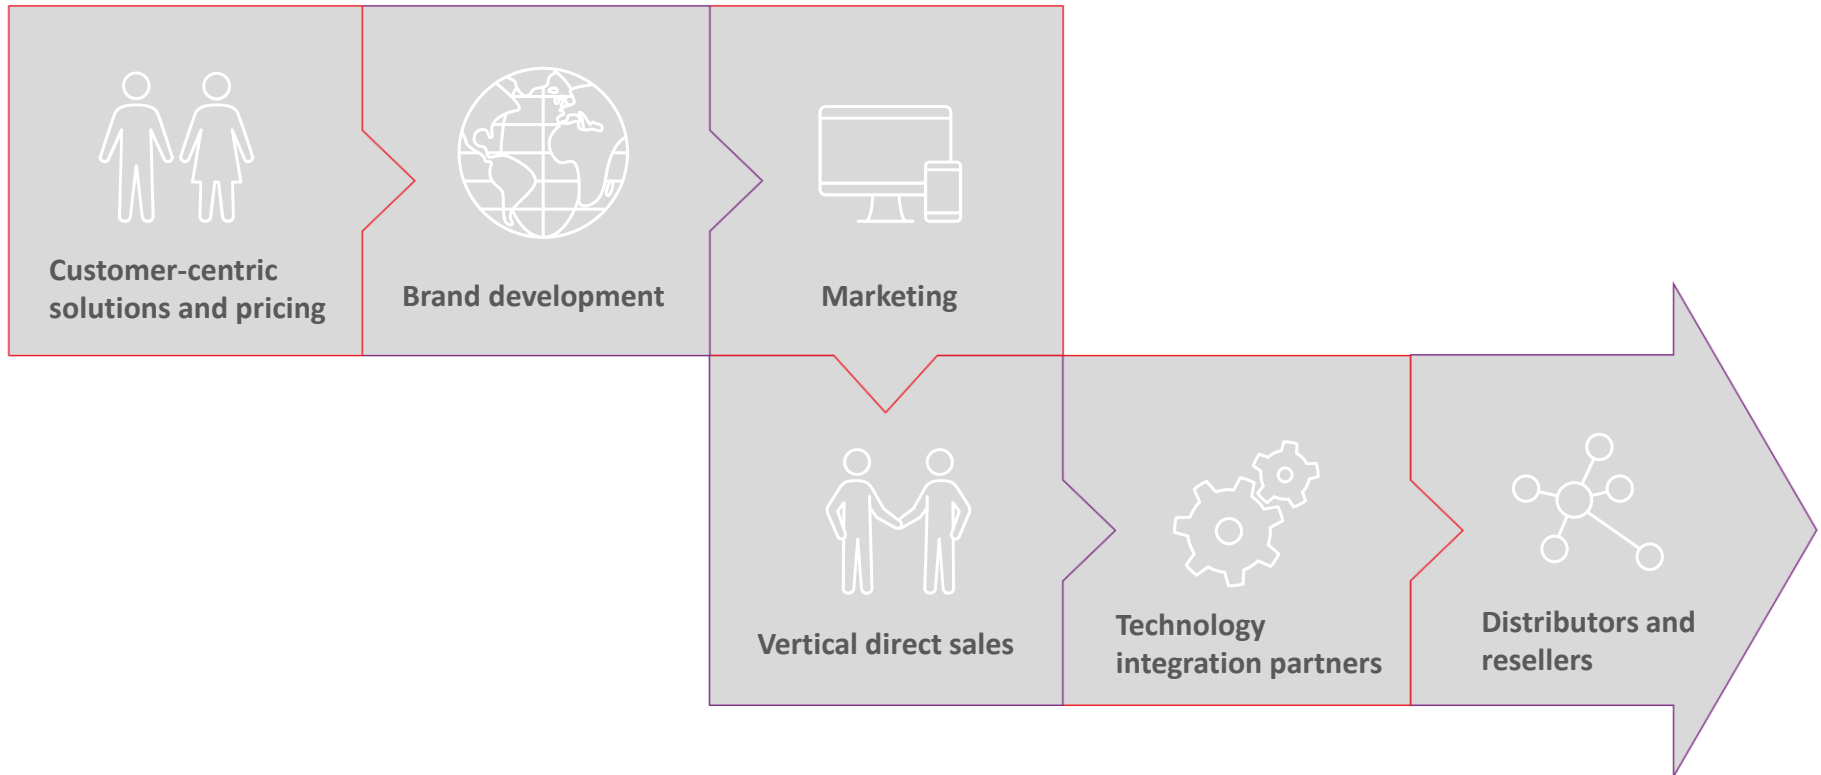 Customer-centric
solutions and pricing
Brand development
Marketing
Vertical direct sales
Technology
integration partners
Distributors and
resellers